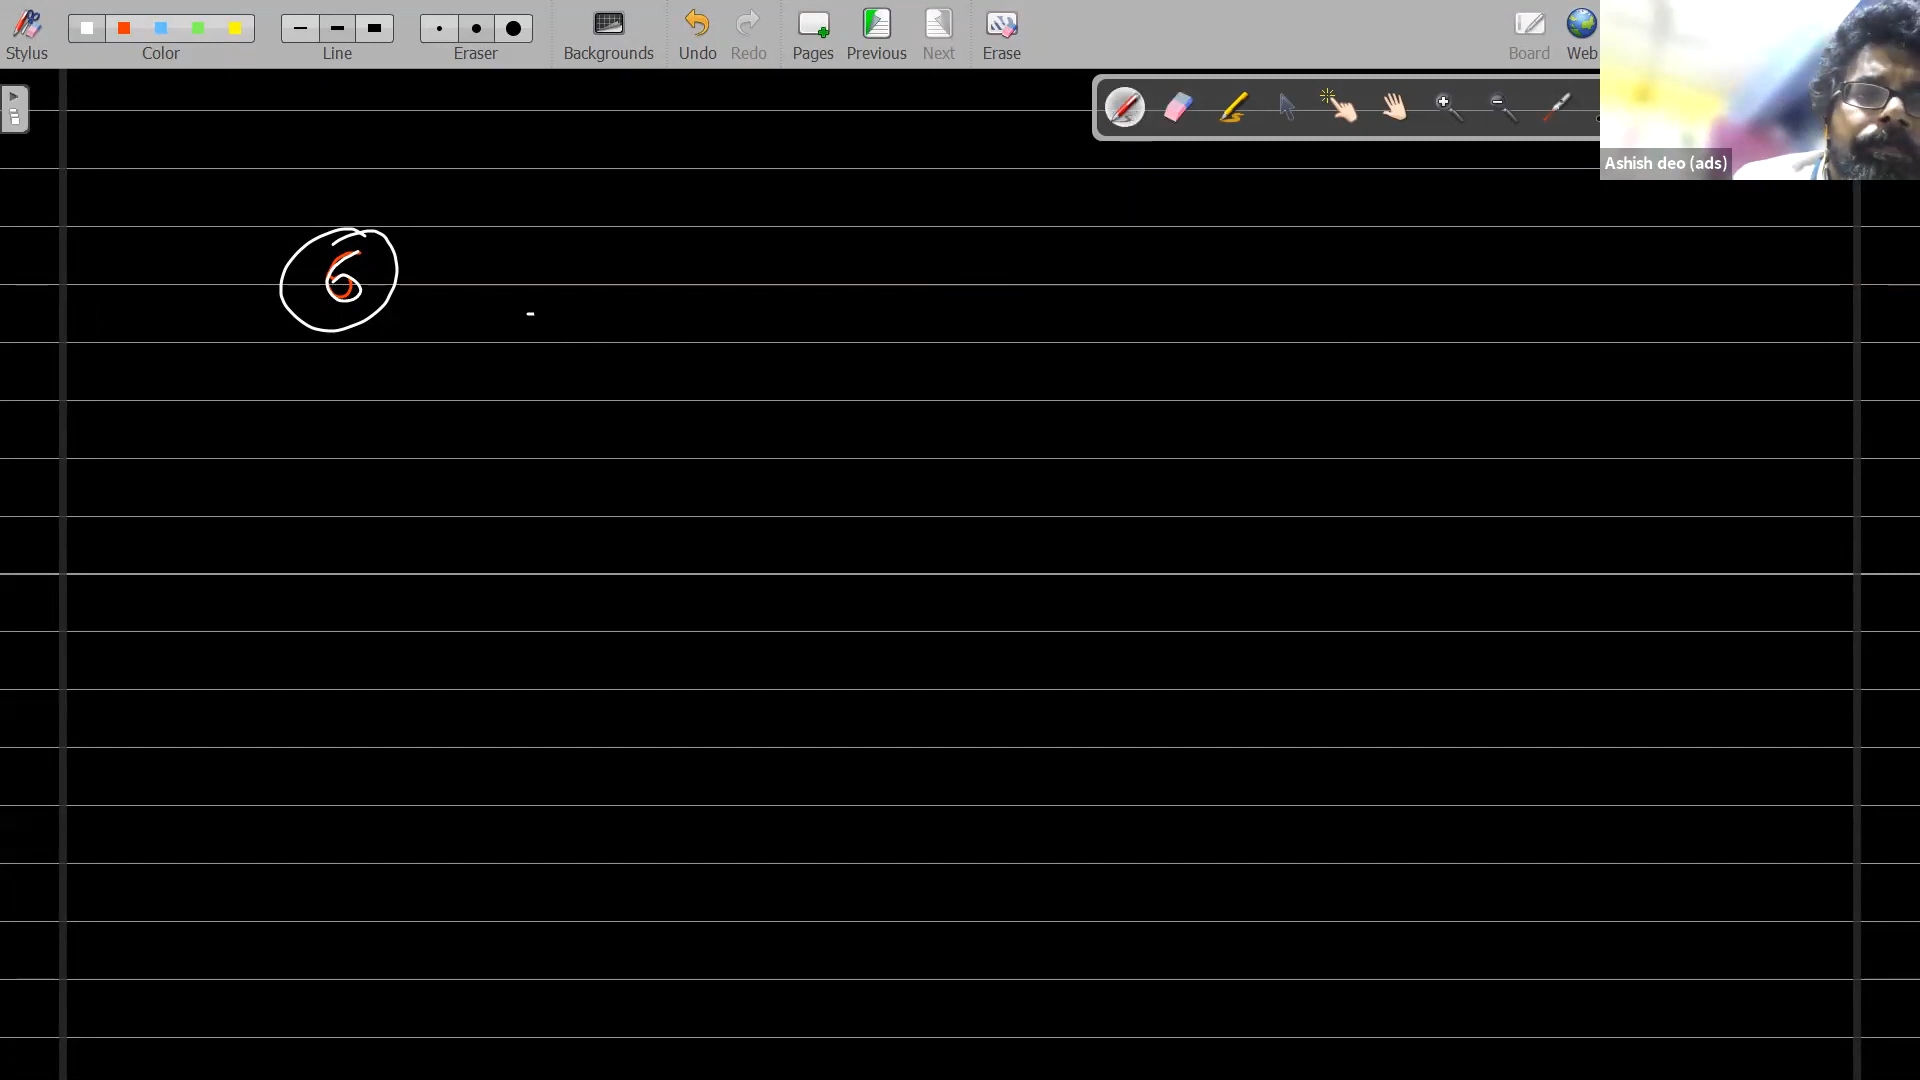 Stylus Color Line Eraser Backgrounds Undo Redo Pages Previous Next Erase Board Web
Ashish deo (ads)
6
-